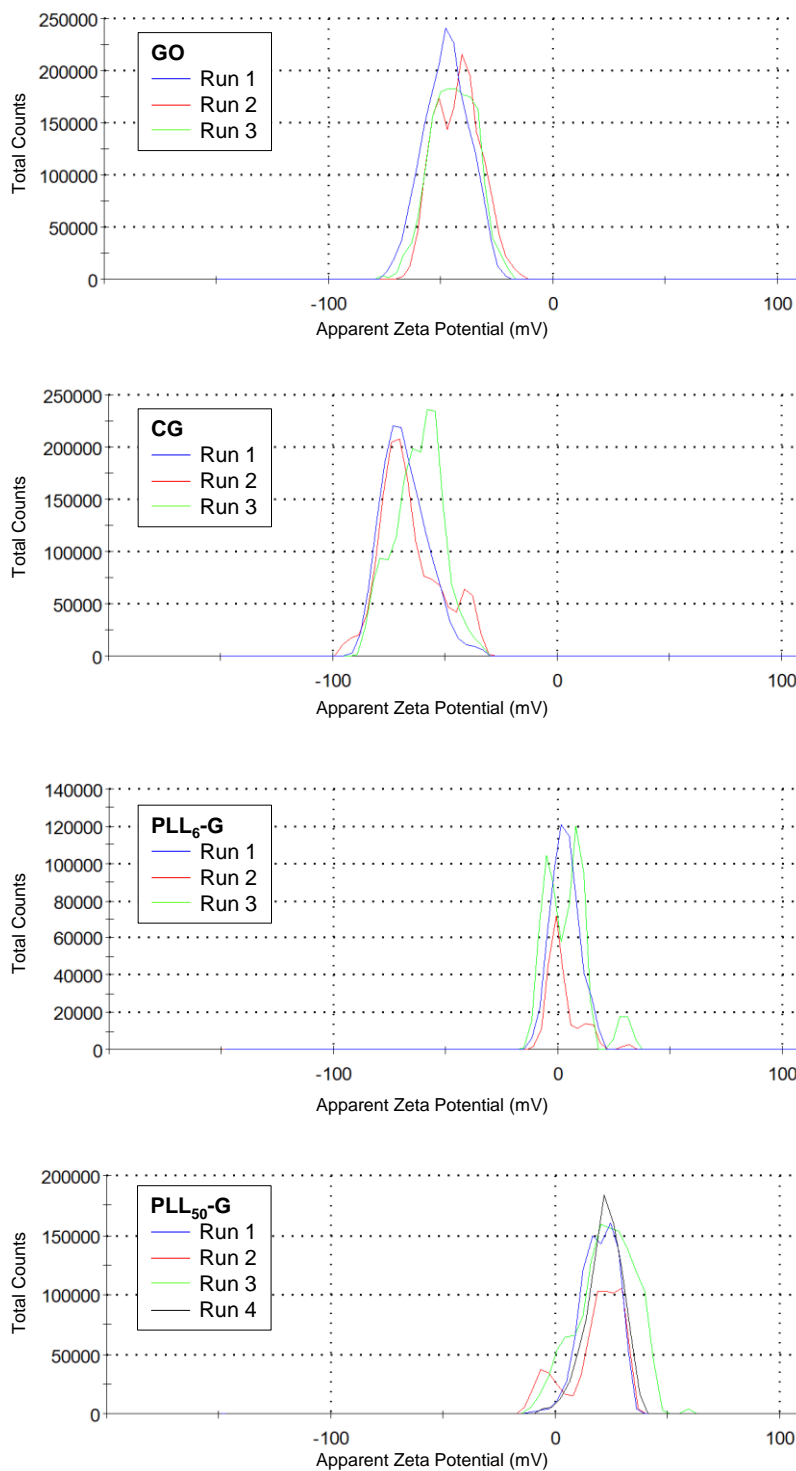 250000
200000
150000
100000
50000
0
Total Counts
GO
Run 1
Run 2
Run 3
-100
0
100
Apparent Zeta Potential (mV)
250000
200000
150000
100000
50000
0
Total Counts
CG
Run 1
Run 2
Run 3
-100
0
100
Apparent Zeta Potential (mV)
140000
120000
100000
80000
60000
40000
20000
0
Total Counts
PLL₆-G
Run 1
Run 2
Run 3
-100
0
100
Apparent Zeta Potential (mV)
200000
150000
100000
50000
0
Total Counts
PLL₅₀-G
Run 1
Run 2
Run 3
Run 4
-100
0
100
Apparent Zeta Potential (mV)